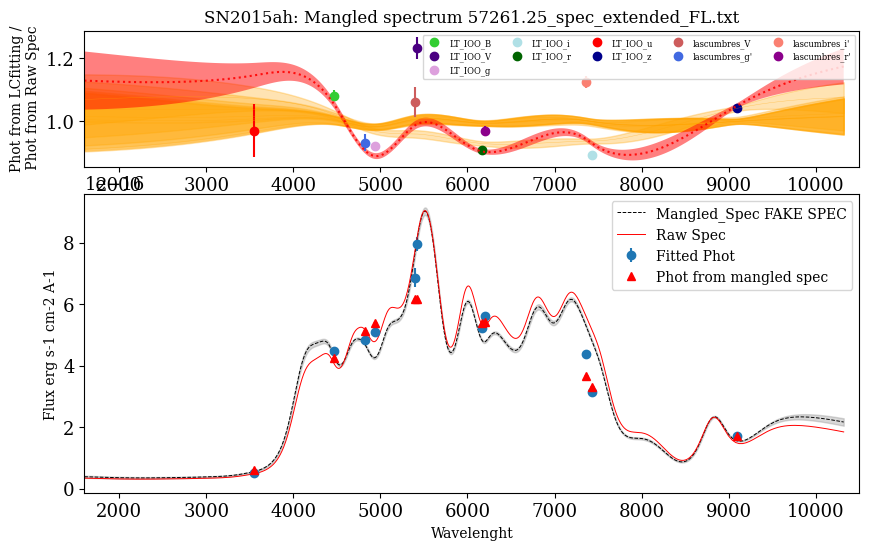 SN2015ah: Mangled spectrum 57261.25_spec_extended_FL.txt
Phot from LCfitting /
Phot from Raw Spec
1.2
1.0
LT_IOO_B
LT_IOO_V
LT_IOO_g
LT_IOO_i
LT_IOO_r
LT_IOO_u
LT_IOO_z
lascumbres_V
lascumbres_g'
lascumbres_i'
lascumbres_r'
2000 3000 4000 5000 6000 7000 8000 9000 10000
Flux erg s-1 cm-2 A-1
8
6
4
2
0
Mangled_Spec FAKE SPEC
Raw Spec
Fitted Phot
Phot from mangled spec
2000 3000 4000 5000 6000 7000 8000 9000 10000
Wavelenght